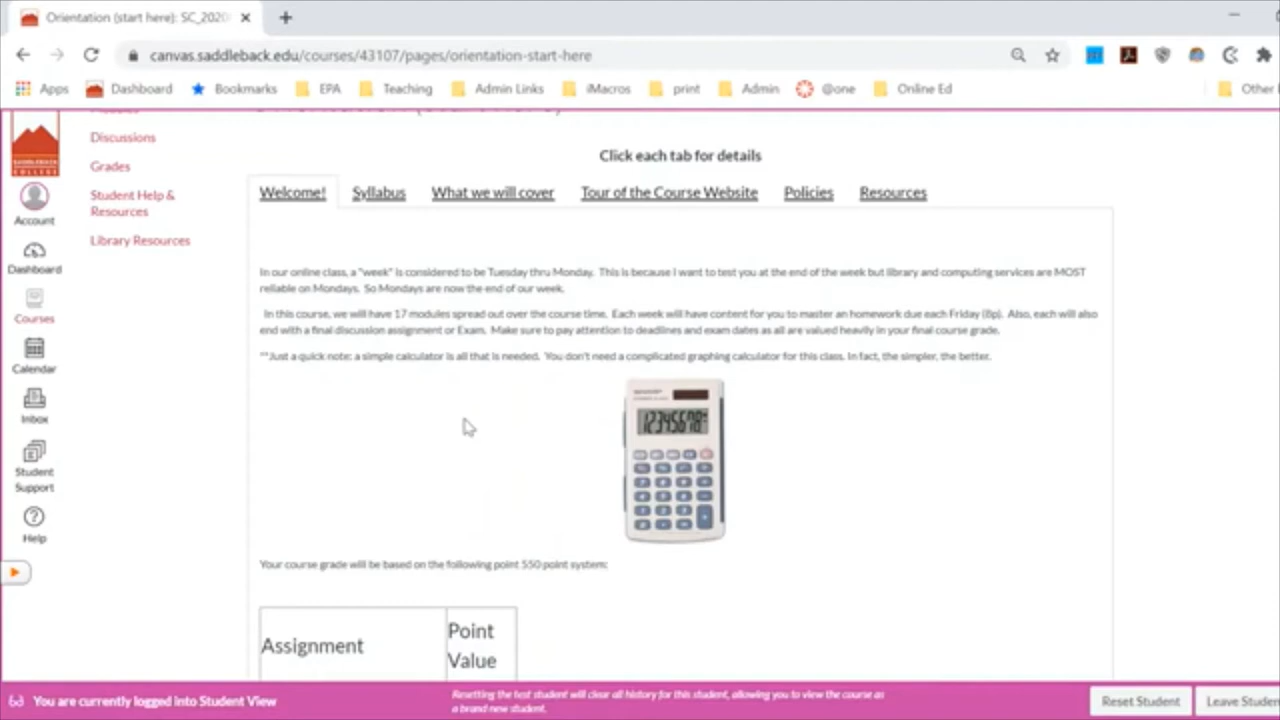 Orientation (start here): SC_2020
canvas.saddleback.edu/courses/43107/pages/orientation-start-here
Apps Dashboard Bookmarks EPA Teaching Admin Links iMacros print Admin @one Online Ed Other
Discussions
Grades
Student Help &
Resources
Library Resources
SADDLEBACK
COLLEGE
Account
Dashboard
Courses
Calendar
Inbox
Student
Support
Help
Click each tab for details
Welcome! Syllabus What we will cover Tour of the Course Website Policies Resources
In our online class, a "week" is considered to be Tuesday thru Monday. This is because I want to test you at the end of the week but library and computing services are MOST
reliable on Mondays. So Mondays are now the end of our week.
In this course, we will have 17 modules spread out over the course time. Each week will have content for you to master an homework due each Friday (8p). Also, each will also
end with a final discussion assignment or Exam. Make sure to pay attention to deadlines and exam dates as all are valued heavily in your final course grade.
**Just a quick note: a simple calculator is all that is needed. You don't need a complicated graphing calculator for this class. In fact, the simpler, the better.
Your course grade will be based on the following point 550 point system:
Assignment
Point
Value
You are currently logged into Student View
Resetting the test student will clear all history for this student, allowing you to view the course as
a brand new student.
Reset Student
Leave Studen